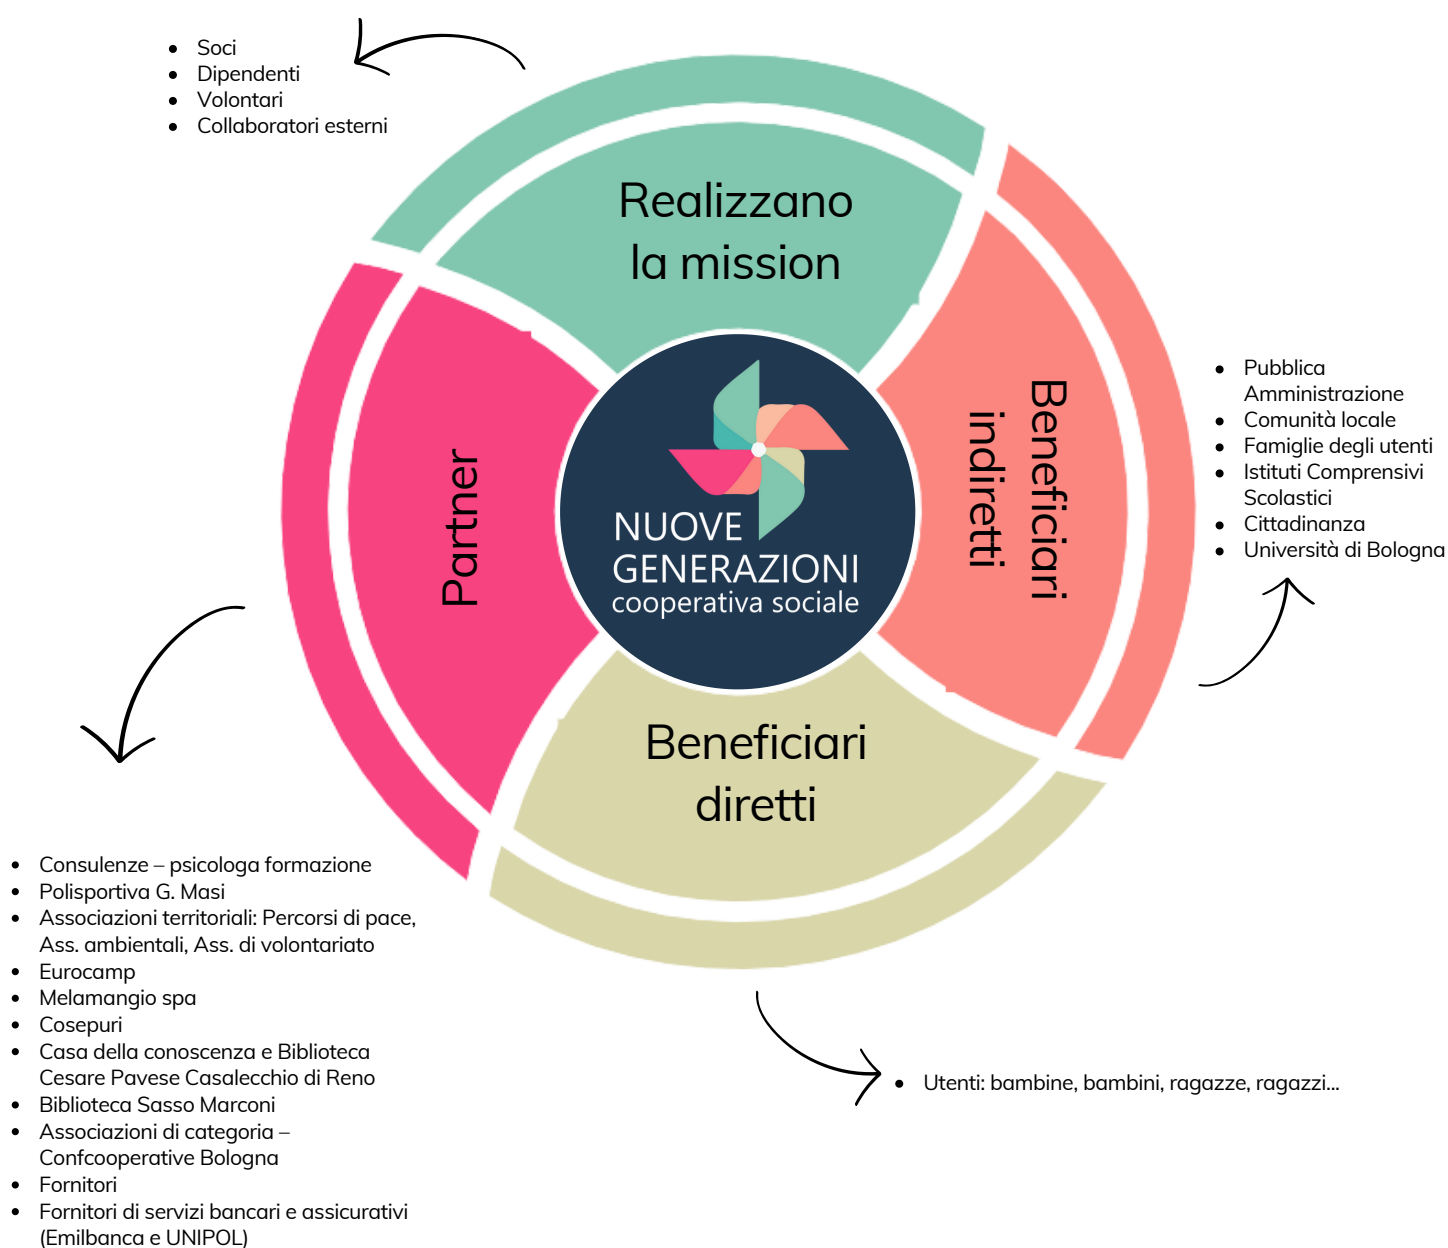 Soci
Dipendenti
Volontari
Collaboratori esterni
Realizzano
la mission
Beneficiari
indiretti
Pubblica
Amministrazione
Comunità locale
Famiglie degli utenti
Istituti Comprensivi
Scolastici
Cittadinanza
Università di Bologna
Partner
NUOVE
GENERAZIONI
cooperativa sociale
Beneficiari
diretti
Consulenze – psicologa formazione
Polisportiva G. Masi
Associazioni territoriali: Percorsi di pace,
Ass. ambientali, Ass. di volontariato
Eurocamp
Melamangio spa
Cosepuri
Casa della conoscenza e Biblioteca
Cesare Pavese Casalecchio di Reno
Biblioteca Sasso Marconi
Associazioni di categoria –
Confcooperative Bologna
Fornitori
Fornitori di servizi bancari e assicurativi
(Emilbanca e UNIPOL)
Utenti: bambine, bambini, ragazze, ragazzi...